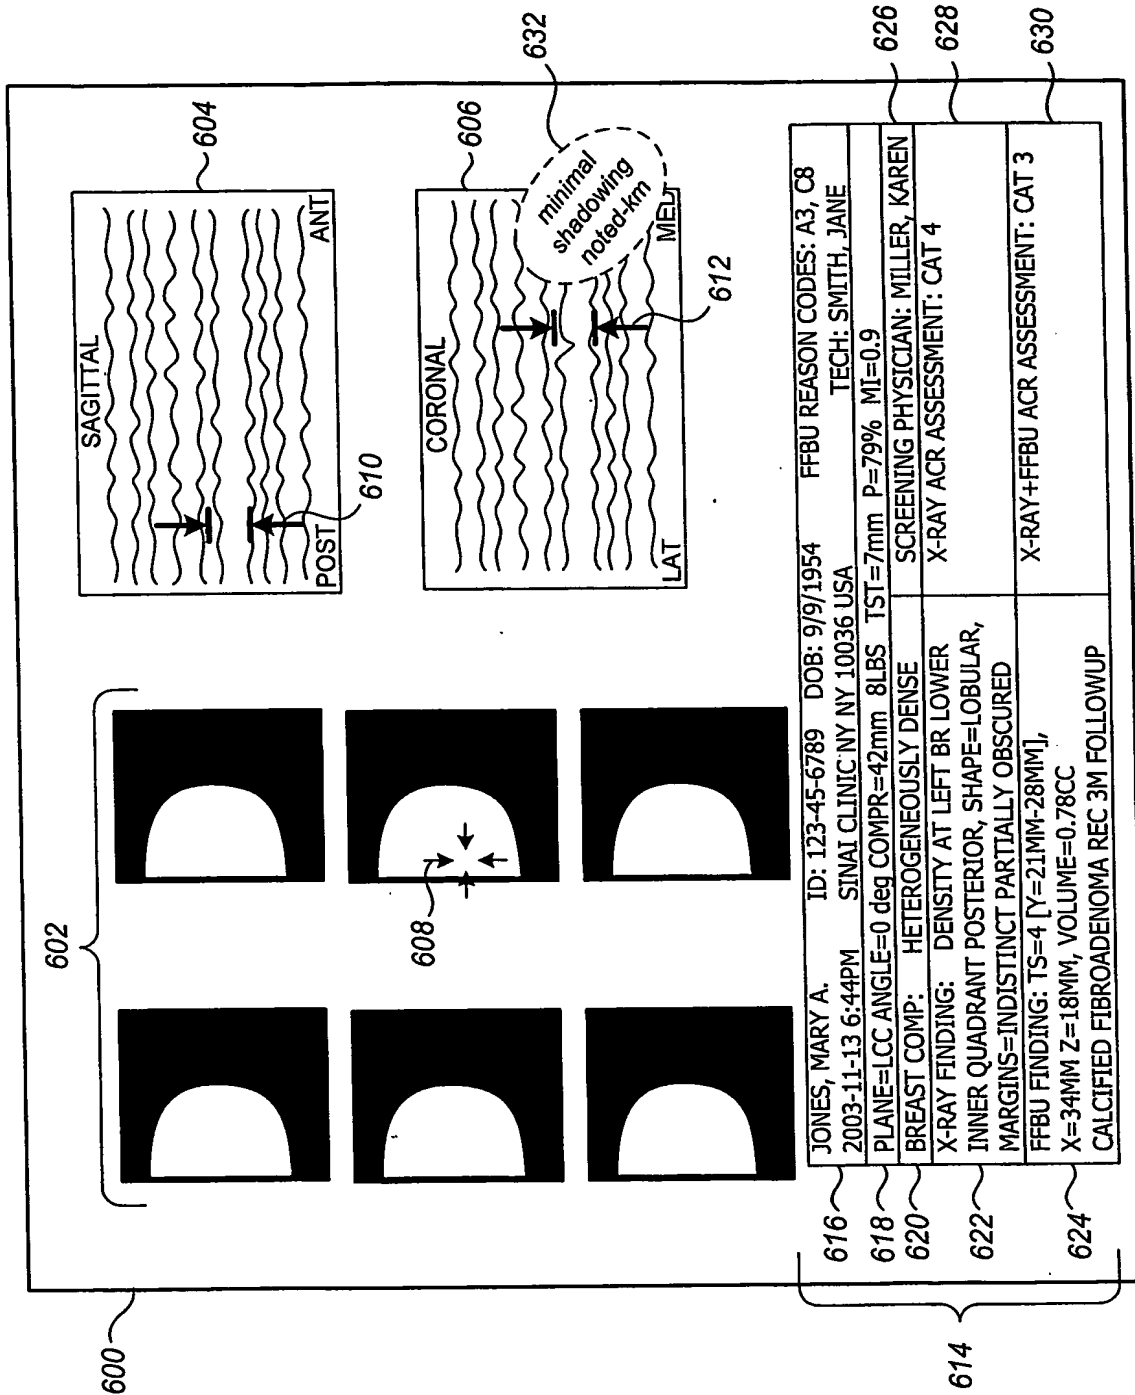 600
602
608
SAGITTAL
POST
ANT
604
610
CORONAL
LAT
MED
606
612
minimal
shadowing
noted-km
632
614
616
JONES, MARY A. ID: 123-45-6789 DOB: 9/9/1954 FFBU REASON CODES: A3, C8
2003-11-13 6:44PM SINAI CLINIC NY NY 10036 USA TECH: SMITH, JANE
618
PLANE=LCC ANGLE=0 deg COMPR=42mm 8LBS TST=7mm P=79% MI=0.9
620
BREAST COMP: HETEROGENEOUSLY DENSE
SCREENING PHYSICIAN: MILLER, KAREN
626
622
X-RAY FINDING: DENSITY AT LEFT BR LOWER
INNER QUADRANT POSTERIOR, SHAPE=LOBULAR,
MARGINS=INDISTINCT PARTIALLY OBSCURED
X-RAY ACR ASSESSMENT: CAT 4
628
624
FFBU FINDING: TS=4 [Y=21MM-28MM],
X=34MM Z=18MM, VOLUME=0.78CC
CALCIFIED FIBROADENOMA REC 3M FOLLOWUP
X-RAY+FFBU ACR ASSESSMENT: CAT 3
630